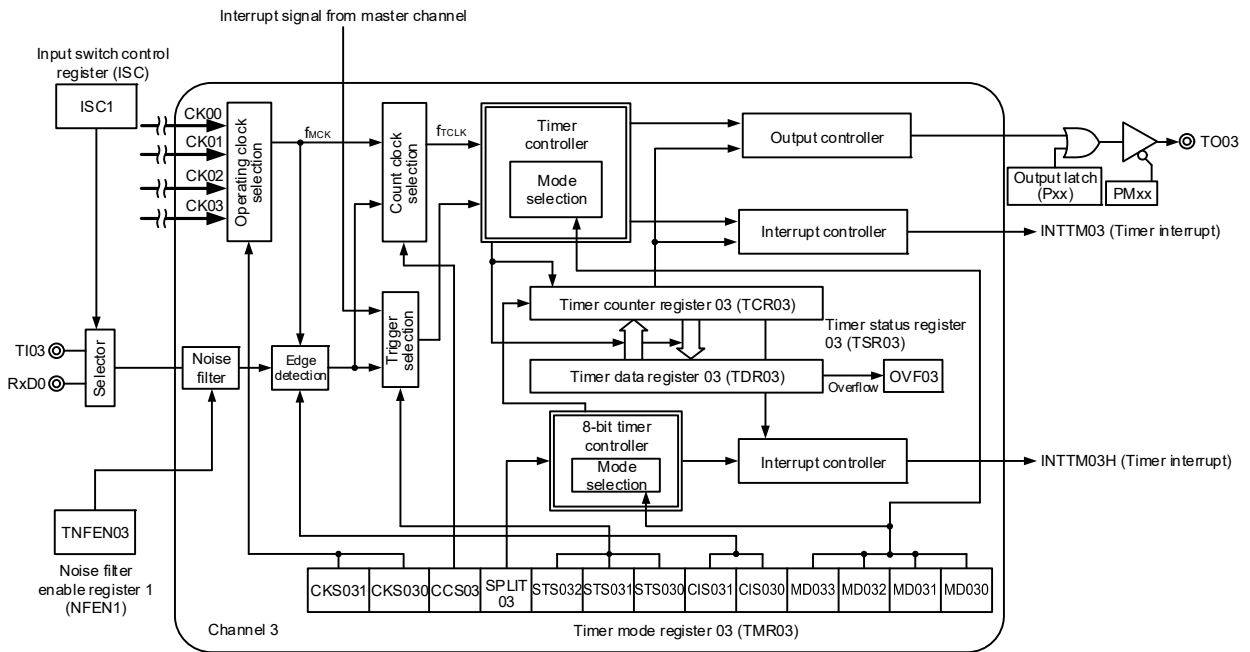 Interrupt signal from master channel
Input switch control
register (ISC)
ISC1
CK00
CK01
CK02
CK03
Operating clock
selection
fMCK
Count clock
selection
fTCLK
Timer
controller
Mode
selection
Output controller
Output latch
(Pxx)
PMxx
TO03
Interrupt controller
INTTM03 (Timer interrupt)
Trigger
selection
Timer counter register 03 (TCR03)
Timer status register
03 (TSR03)
TI03
RxD0
Selector
Noise
filter
Edge
detection
Timer data register 03 (TDR03)
Overflow
OVF03
8-bit timer
controller
Mode
selection
Interrupt controller
INTTM03H (Timer interrupt)
TNFEN03
Noise filter
enable register 1
(NFEN1)
CKS031
CKS030
CCS03
SPLIT
03
STS032
STS031
STS030
CIS031
CIS030
MD033
MD032
MD031
MD030
Channel 3
Timer mode register 03 (TMR03)